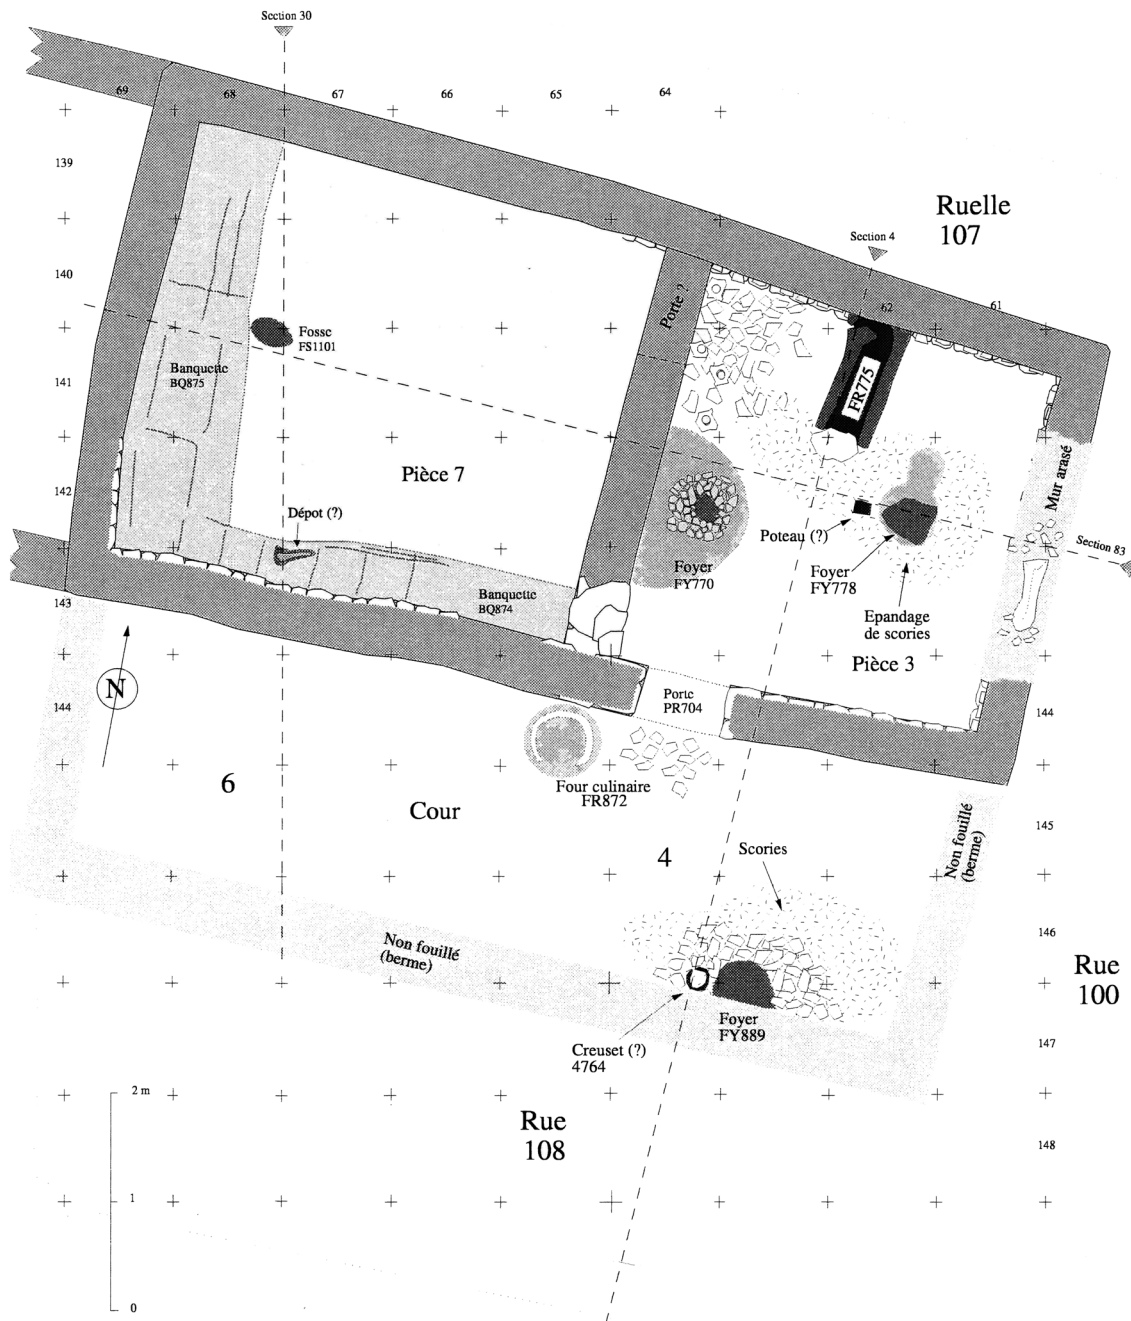 Section 30
69
68
67
66
65
64
139
Ruelle
107
Section 4
140
62
61
Porte ?
Fosse
FS1101
Banquette
BQ875
141
FR775
Mur arasé
Pièce 7
142
Dépot (?)
Poteau (?)
Section 83
Foyer
FY770
Foyer
FY778
Banquette
BQ874
143
Epandage
de scories
Pièce 3
N
Porte
PR704
144
144
6
Four culinaire
FR872
Cour
145
Non fouillé
(berme)
Scories
4
146
Non fouillé
(berme)
Rue
100
Foyer
FY889
Creuset (?)
4764
147
2 m
Rue
108
148
1
0